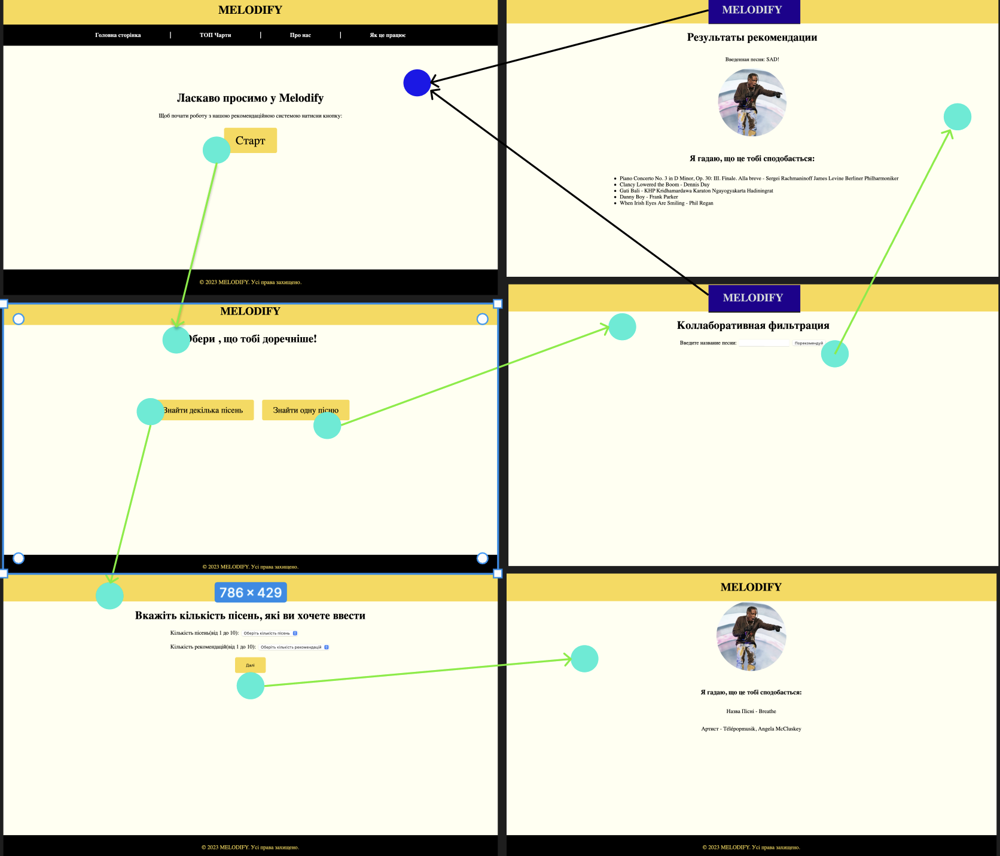 MELODIFY
Головна сторінка | ТОП Чарти | Про нас | Як це працює
Ласкаво просимо у Melodify
Щоб почати роботу з нашою рекомендаційною системою натисни кнопку:
Старт
© 2023 MELODIFY. Усі права захищено.
MELODIFY
Результаты рекомендации
Введенная песня: SAD!
Я гадаю, що це тобі сподобається:
• Piano Concerto No. 3 in D Minor, Op. 30: III. Finale. Alla breve - Sergei Rachmaninoff James Levine Berliner Philharmoniker
• Clancy Lowered the Boom - Dennis Day
• Gati Bali - KHP Kridhamardawa Karaton Ngayogyakarta Hadiningrat
• Danny Boy - Frank Parker
• When Irish Eyes Are Smiling - Phil Regan
MELODIFY
Обери , що тобі доречніше!
Знайти декілька пісень
Знайти одну пісню
© 2023 MELODIFY. Усі права захищено.
MELODIFY
Коллаборативная фильтрация
Введите название песни: Порекомендуй
786 × 429
Вкажіть кількість пісень, які ви хочете ввести
Кількість пісень(від 1 до 10): Оберіть кількість пісень
Кількість рекомендацій(від 1 до 10): Оберіть кількість рекомендацій
Далі
© 2023 MELODIFY. Усі права захищено.
MELODIFY
Я гадаю, що це тобі сподобається:
Назва Пісні - Breathe
Артист - Télépopmusik, Angela McCluskey
© 2023 MELODIFY. Усі права захищено.